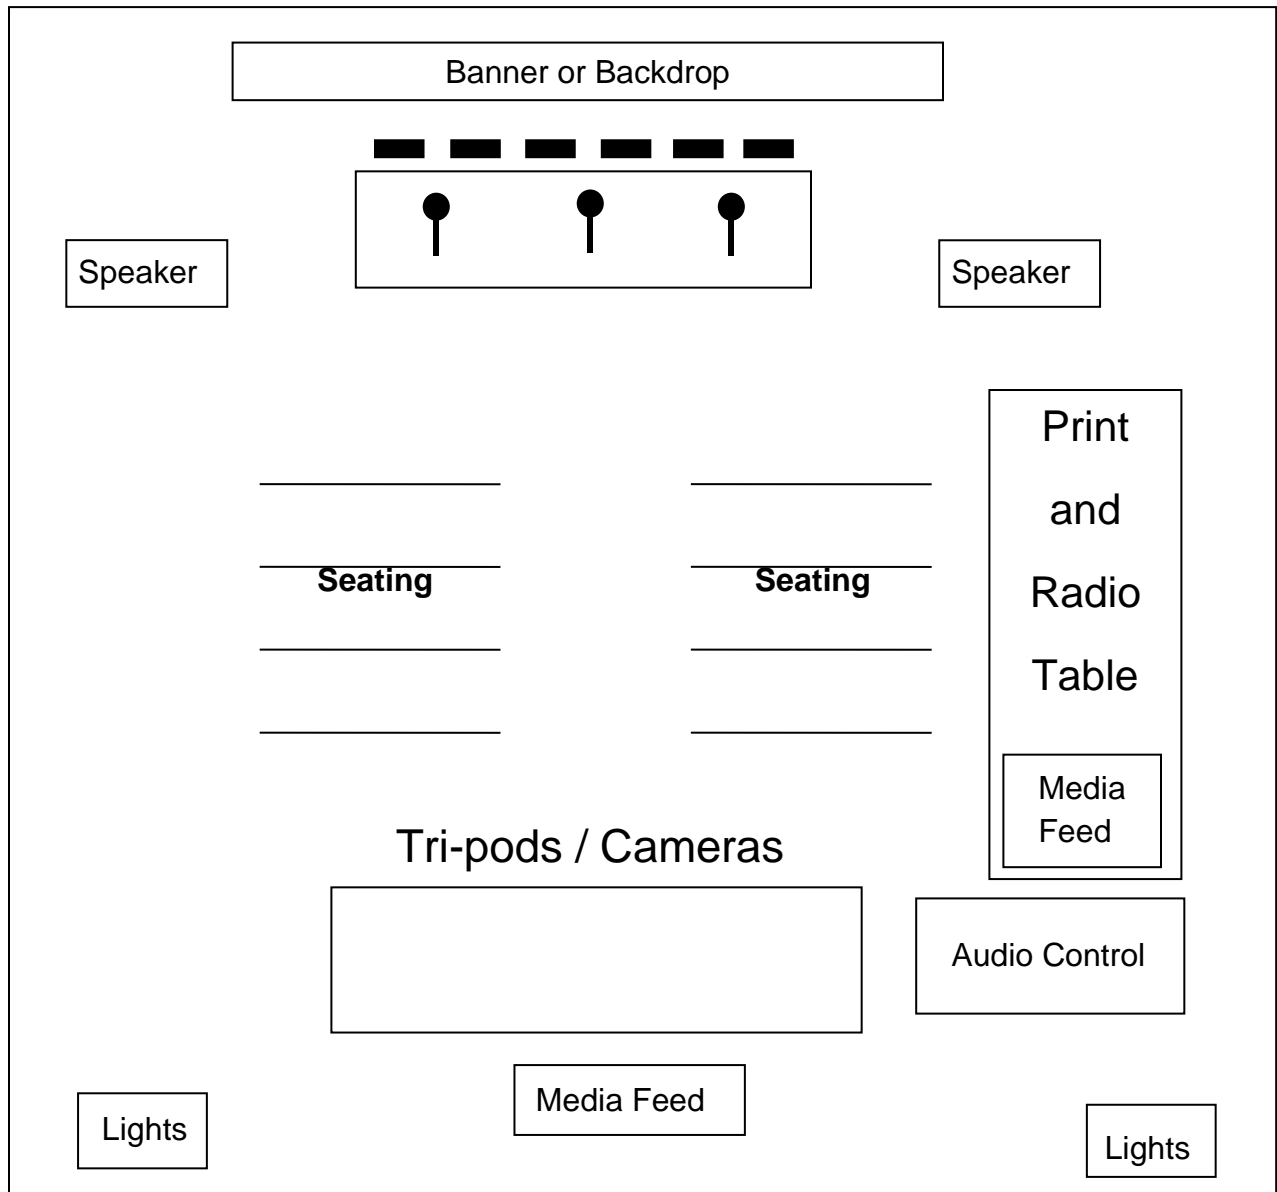 Banner or Backdrop
Speaker
Speaker
Print
and
Radio
Table
Seating
Seating
Media
Feed
Tri-pods / Cameras
Audio Control
Media Feed
Lights
Lights